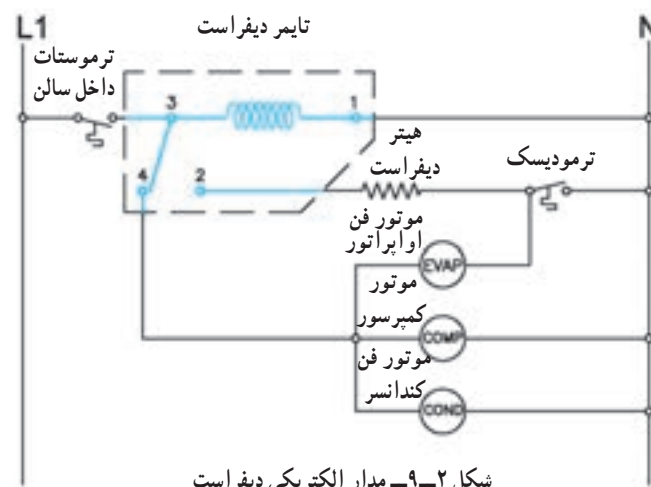 L1
تایمر دیفراست
N
ترموستات
داخل سالن
3
1
4
2
هیتر
دیفراست
ترمودیسک
موتور فن
اواپراتور
EVAP
موتور
کمپرسور
COMP
موتور فن
کندانسر
COND
شکل ۲ــ۹ــ مدار الکتریکی دیفراست